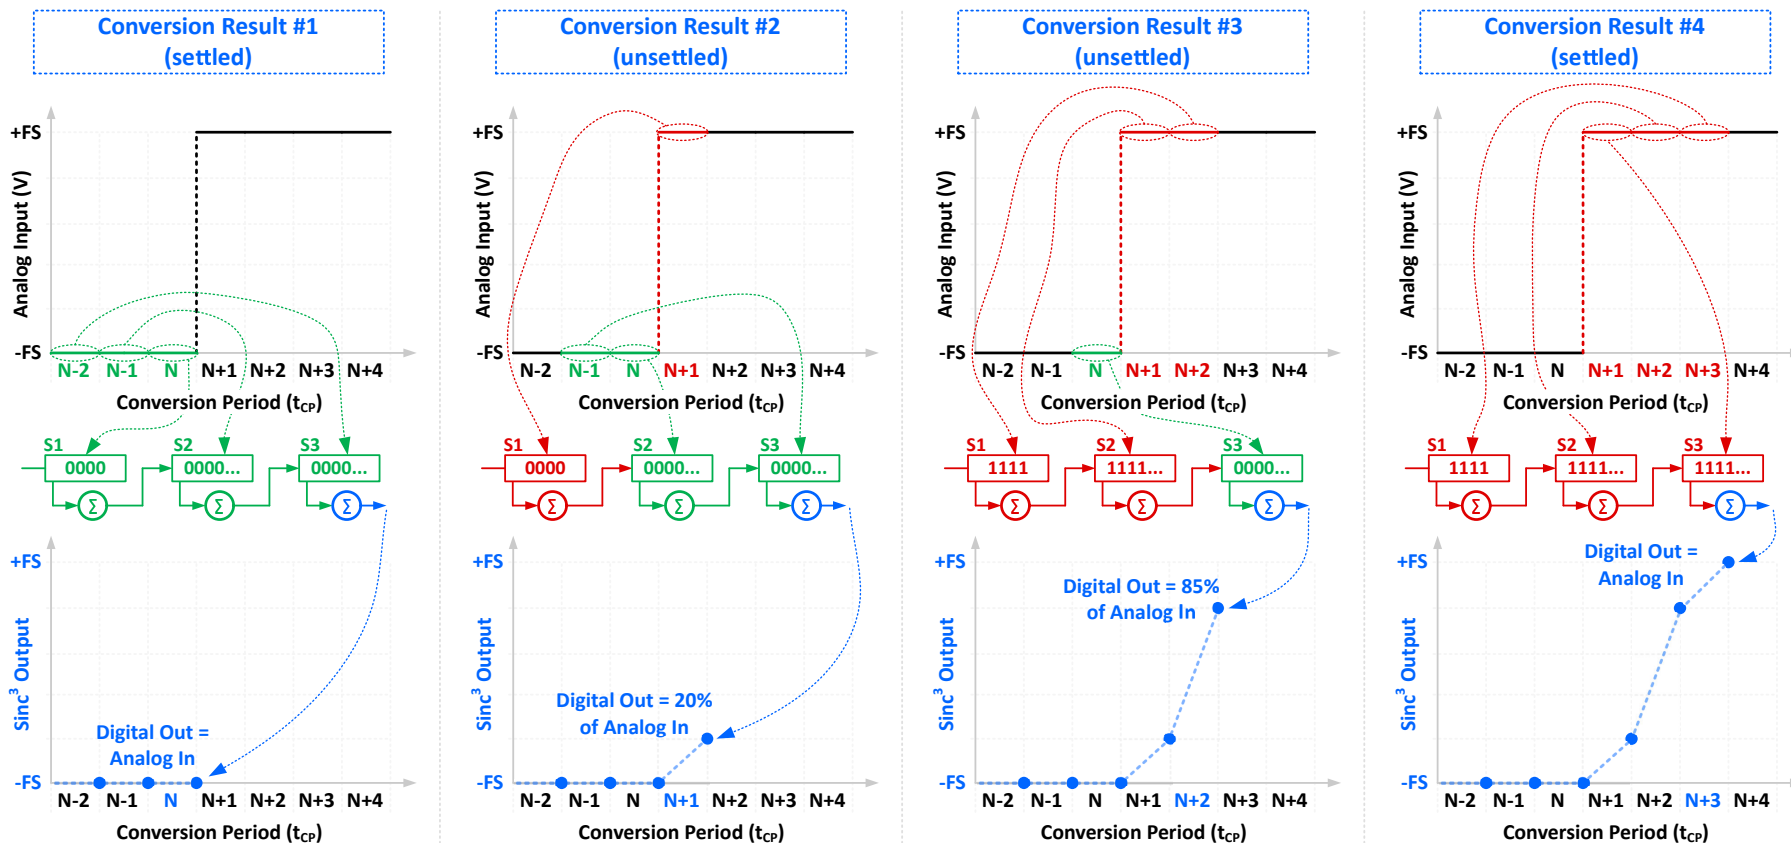 Conversion Result #1
(settled)
+FS
Analog Input (V)
-FS
N-2 N-1 N N+1 N+2 N+3 N+4
Conversion Period (tCP)
S1 S2 S3
0000 0000... 0000...
Σ Σ Σ
+FS
Sinc³ Output
Digital Out =
Analog In
-FS
N-2 N-1 N N+1 N+2 N+3 N+4
Conversion Period (tCP)
Conversion Result #2
(unsettled)
+FS
Analog Input (V)
-FS
N-2 N-1 N N+1 N+2 N+3 N+4
Conversion Period (tCP)
S1 S2 S3
0000 0000... 0000...
Σ Σ Σ
+FS
Sinc³ Output
Digital Out = 20%
of Analog In
-FS
N-2 N-1 N N+1 N+2 N+3 N+4
Conversion Period (tCP)
Conversion Result #3
(unsettled)
+FS
Analog Input (V)
-FS
N-2 N-1 N N+1 N+2 N+3 N+4
Conversion Period (tCP)
S1 S2 S3
1111 1111... 0000...
Σ Σ Σ
+FS
Sinc³ Output
Digital Out = 85%
of Analog In
-FS
N-2 N-1 N N+1 N+2 N+3 N+4
Conversion Period (tCP)
Conversion Result #4
(settled)
+FS
Analog Input (V)
-FS
N-2 N-1 N N+1 N+2 N+3 N+4
Conversion Period (tCP)
S1 S2 S3
1111 1111... 1111...
Σ Σ Σ
+FS
Sinc³ Output
Digital Out =
Analog In
-FS
N-2 N-1 N N+1 N+2 N+3 N+4
Conversion Period (tCP)